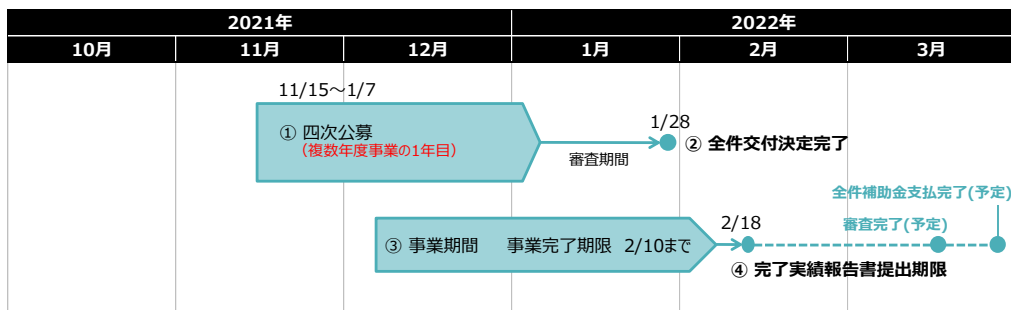 2021年
2022年
10月
11月
12月
1月
2月
3月
11/15～1/7
① 四次公募
（複数年度事業の1年目）
審査期間
1/28
② 全件交付決定完了
③ 事業期間　　事業完了期限　2/10まで
2/18
④ 完了実績報告書提出期限
審査完了(予定)
全件補助金支払完了(予定)